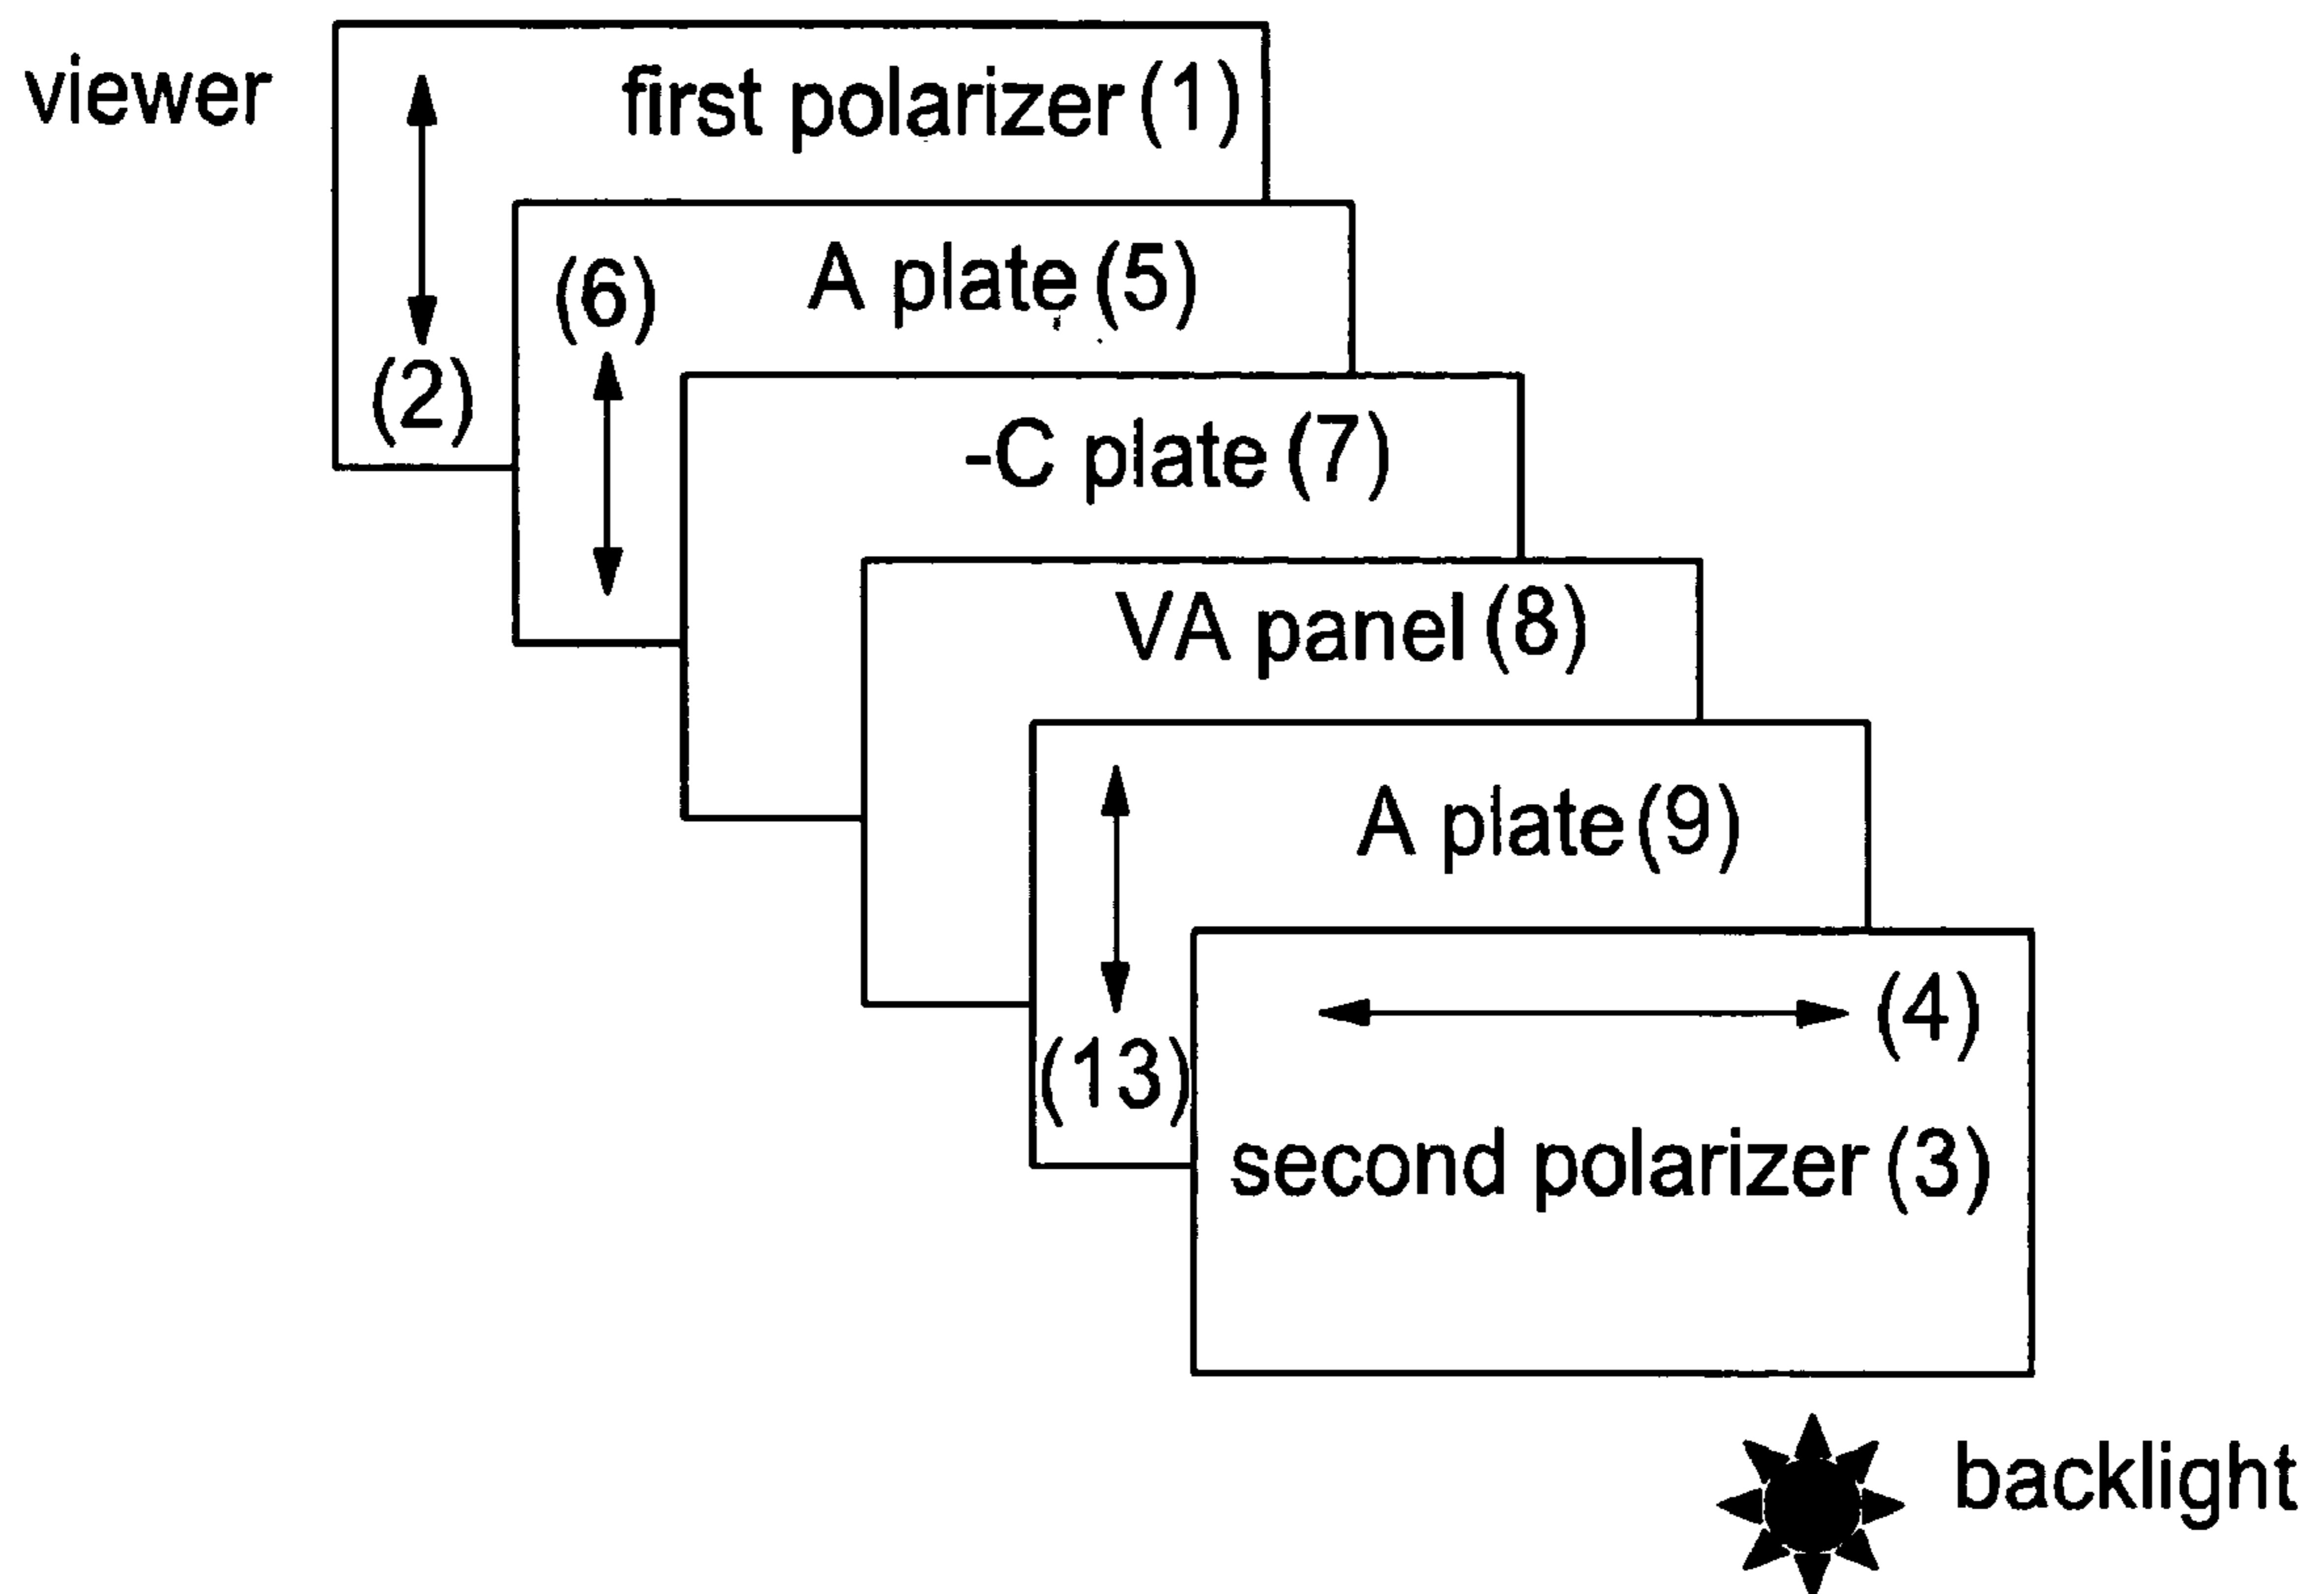 viewer
first polarizer (1)
(2)
A plate (5)
(6)
-C plate (7)
VA panel (8)
A plate (9)
(13)
(4)
second polarizer (3)
backlight